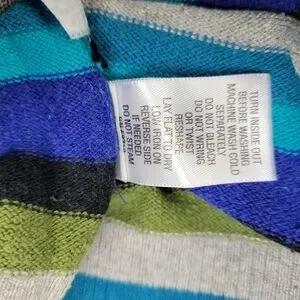 TURN INSIDE OUT
BEFORE WASHING
MACHINE WASH COLD
SEPARATELY
DO NOT BLEACH
DO NOT WRING
OR TWIST
RESHAPE
LAY FLAT TO DRY
LOW IRON ON
REVERSE SIDE
IF NEEDED
DO NOT STEAM